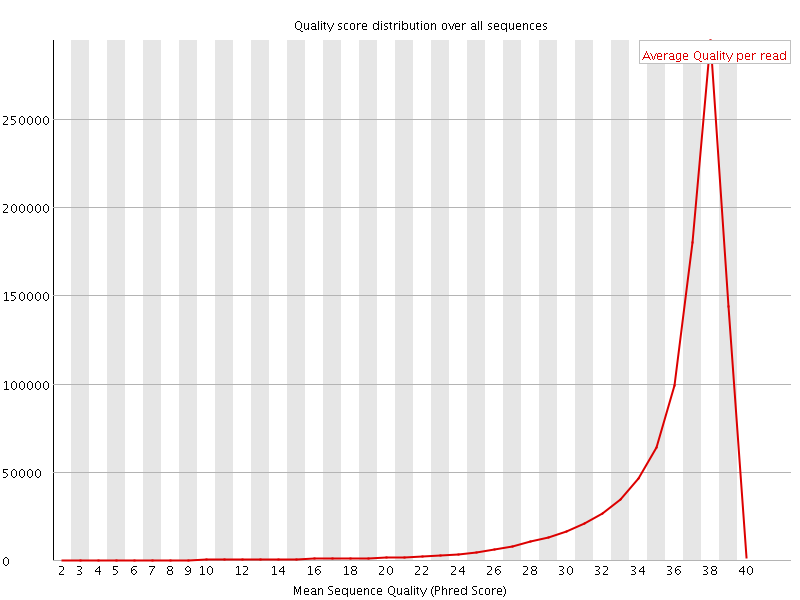 Quality score distribution over all sequences
Average Quality per read
250000
200000
150000
100000
50000
0
2 3 4 5 6 7 8 9 10 12 14 16 18 20 22 24 26 28 30 32 34 36 38 40
Mean Sequence Quality (Phred Score)